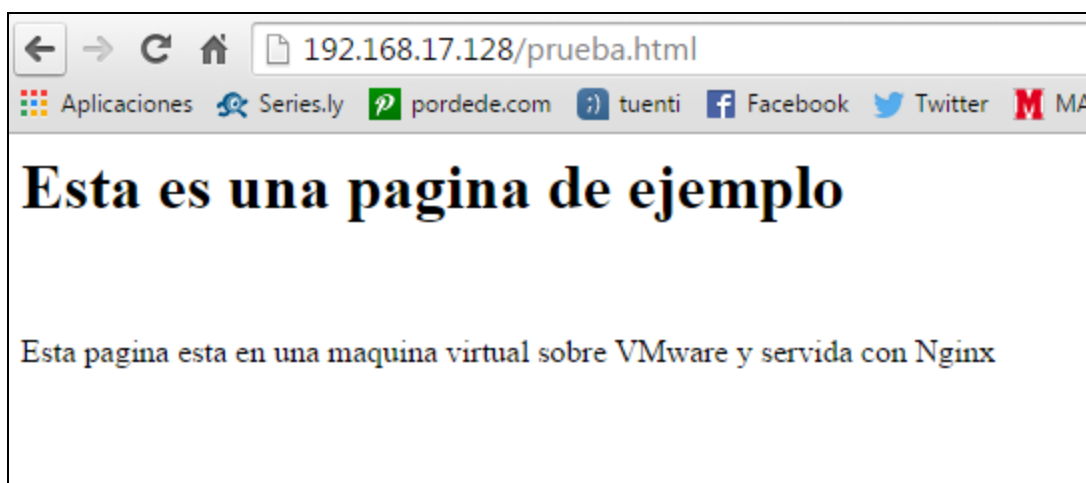 192.168.17.128/prueba.html
Aplicaciones Series.ly pordede.com tuenti Facebook Twitter MA
Esta es una pagina de ejemplo
Esta pagina esta en una maquina virtual sobre VMware y servida con Nginx